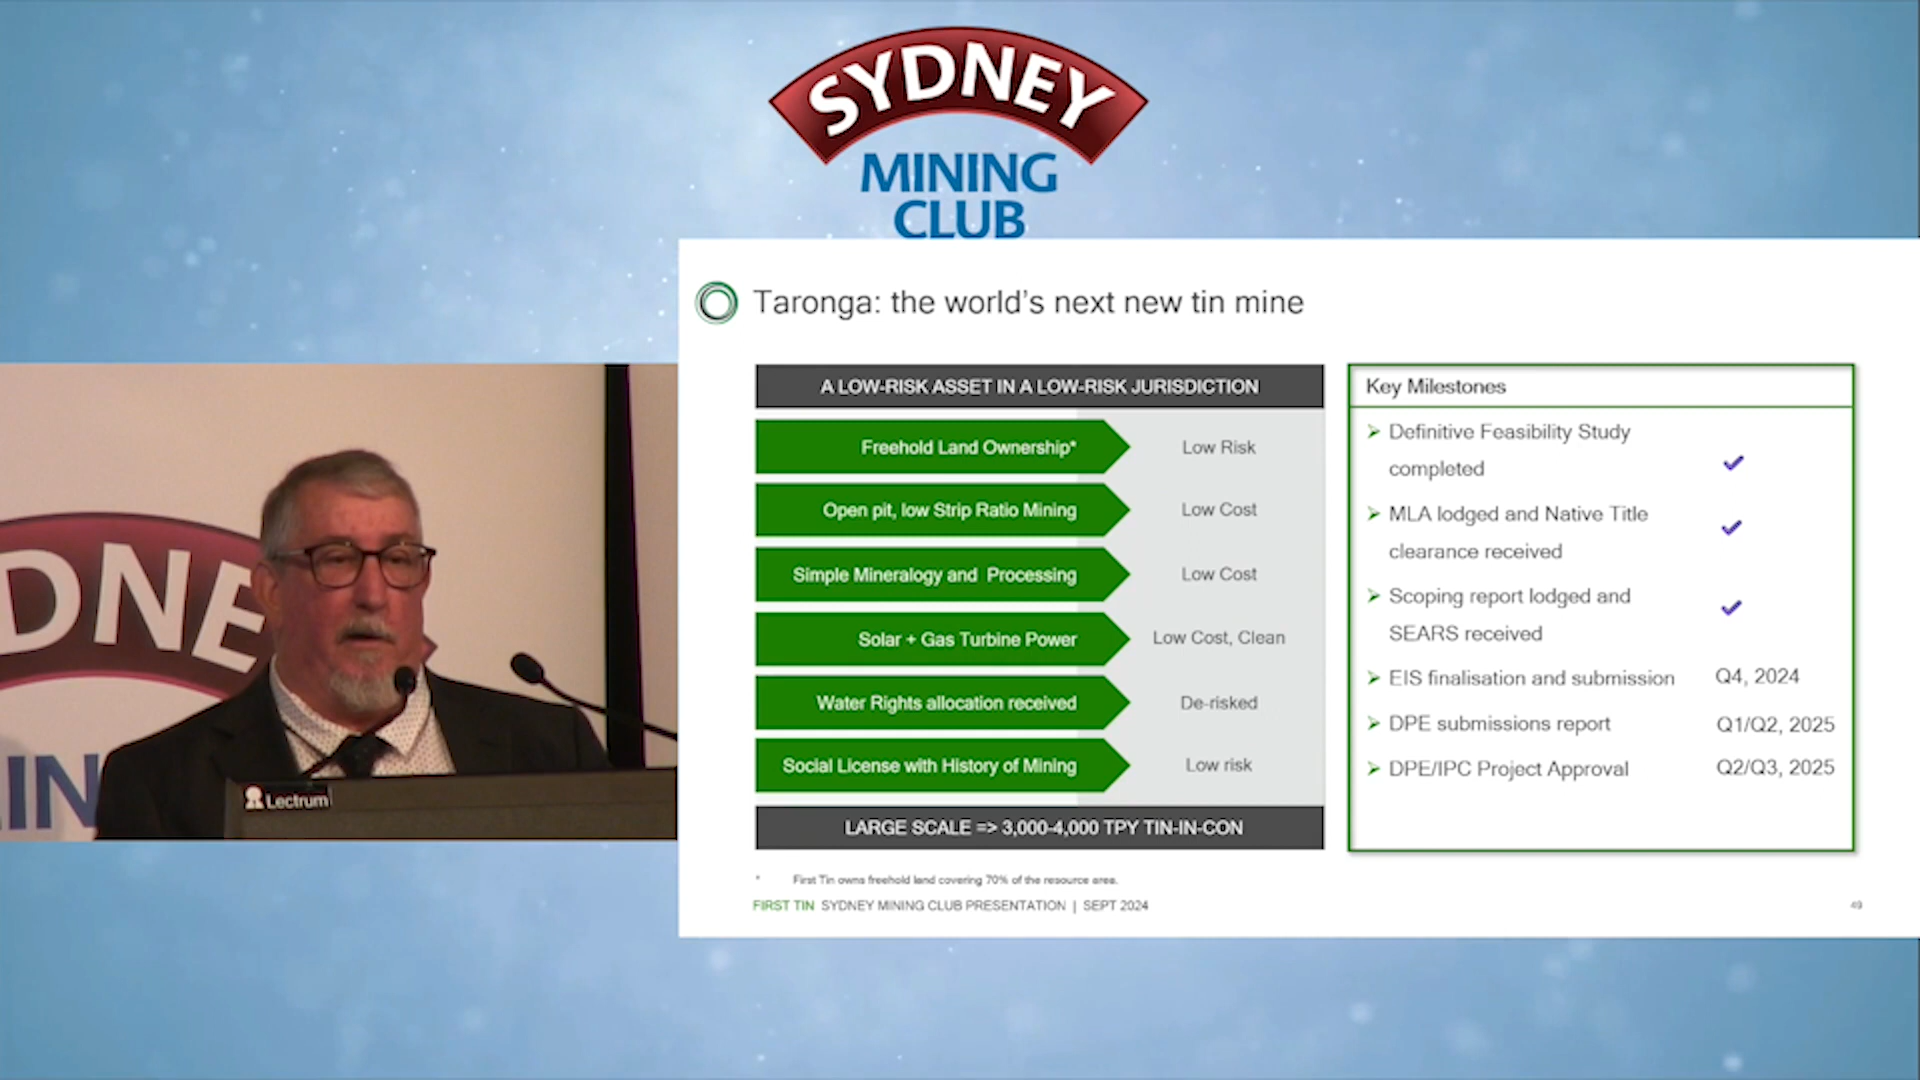 SYDNEY
MINING
CLUB
Taronga: the world's next new tin mine
A LOW-RISK ASSET IN A LOW-RISK JURISDICTION
Freehold Land Ownership* Low Risk
Open pit, low Strip Ratio Mining Low Cost
Simple Mineralogy and Processing Low Cost
Solar + Gas Turbine Power Low Cost, Clean
Water Rights allocation received De-risked
Social License with History of Mining Low risk
LARGE SCALE => 3,000-4,000 TPY TIN-IN-CON
Key Milestones
➢ Definitive Feasibility Study
completed ✓
➢ MLA lodged and Native Title
clearance received ✓
➢ Scoping report lodged and
SEARS received ✓
➢ EIS finalisation and submission Q4, 2024
➢ DPE submissions report Q1/Q2, 2025
➢ DPE/IPC Project Approval Q2/Q3, 2025
* First Tin owns freehold land covering 70% of the resource area.
FIRST TIN SYDNEY MINING CLUB PRESENTATION | SEPT 2024
49
DNE
IN
Lectrum